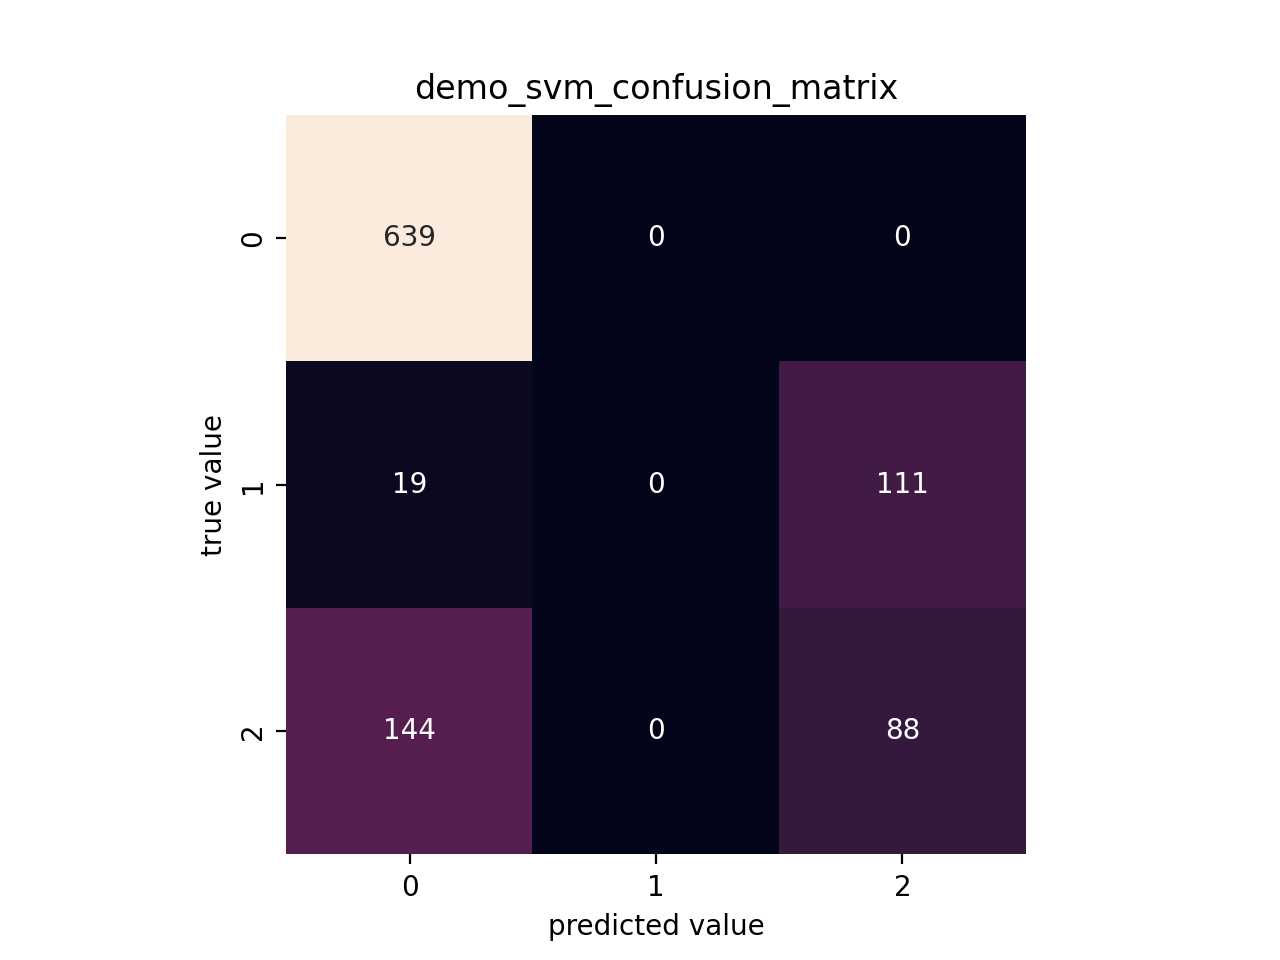 demo_svm_confusion_matrix
0 639 0 0
1 19 0 111
2 144 0 88
0 1 2
true value
predicted value